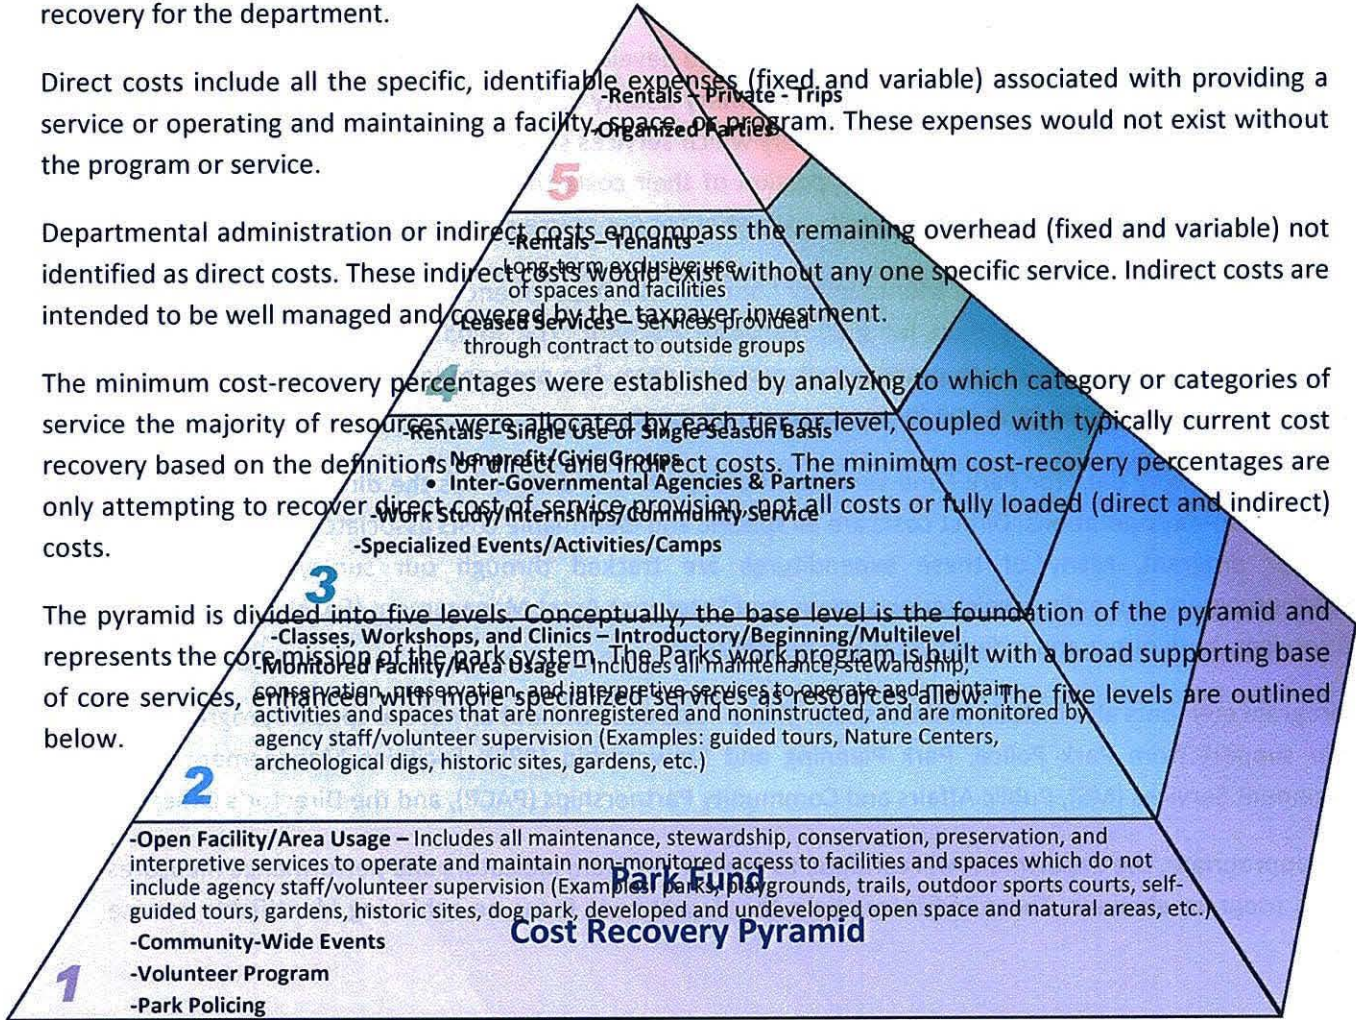 recovery for the department.
Direct costs include all the specific, identifiable expenses (fixed and variable) associated with providing a
service or operating and maintaining a facility, space, or program. These expenses would not exist without
the program or service.
Departmental administration or indirect costs encompass the remaining overhead (fixed and variable) not
identified as direct costs. These indirect costs would exist without any one specific service. Indirect costs are
intended to be well managed and covered by the taxpayer investment.
The minimum cost-recovery percentages were established by analyzing to which category or categories of
service the majority of resources were allocated by each tier or level, coupled with typically current cost
recovery based on the definitions of direct and indirect costs. The minimum cost-recovery percentages are
only attempting to recover direct cost of service provision, not all costs or fully loaded (direct and indirect)
costs.
The pyramid is divided into five levels. Conceptually, the base level is the foundation of the pyramid and
represents the core mission of the park system. The Parks work program is built with a broad supporting base
of core services, enhanced with more specialized services as resources allow. The five levels are outlined
below.
-Rentals – Private - Trips
-Organized Parties
5
-Rentals – Tenants -
Long-term exclusive use
of spaces and facilities
-Leased Services – Services provided
through contract to outside groups
4
-Rentals – Single Use or Single Season Basis
• Nonprofit/Civic Groups
• Inter-Governmental Agencies & Partners
-Work Study/Internships/Community Service
-Specialized Events/Activities/Camps
3
-Classes, Workshops, and Clinics – Introductory/Beginning/Multilevel
-Monitored Facility/Area Usage – Includes all maintenance, stewardship,
conservation, preservation, and interpretive services to operate and maintain
activities and spaces that are nonregistered and noninstructed, and are monitored by
agency staff/volunteer supervision (Examples: guided tours, Nature Centers,
archeological digs, historic sites, gardens, etc.)
2
-Open Facility/Area Usage – Includes all maintenance, stewardship, conservation, preservation, and
interpretive services to operate and maintain non-monitored access to facilities and spaces which do not
include agency staff/volunteer supervision (Examples: parks, playgrounds, trails, outdoor sports courts, self-
guided tours, gardens, historic sites, dog park, developed and undeveloped open space and natural areas, etc.)
-Community-Wide Events
-Volunteer Program
-Park Policing
1
Park Fund
Cost Recovery Pyramid